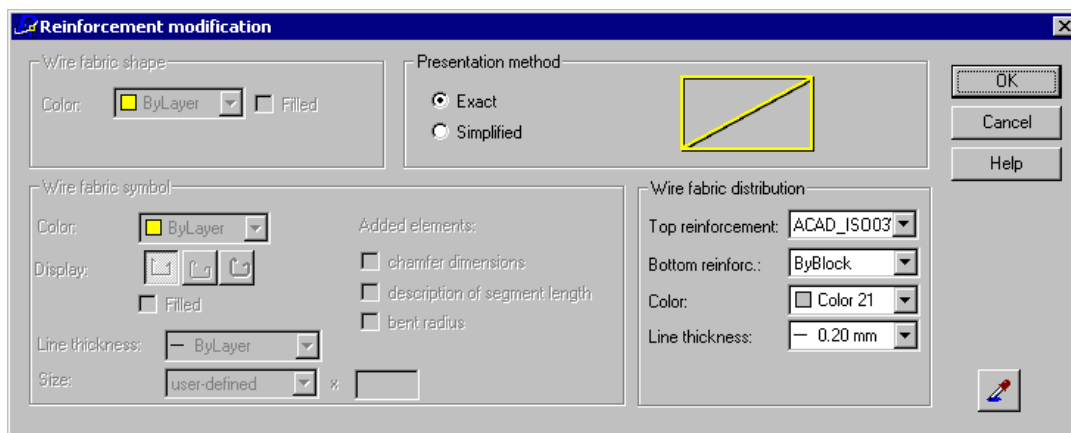 Reinforcement modification
Wire fabric shape
Color: ByLayer Filled
Presentation method
Exact
Simplified
OK
Cancel
Help
Wire fabric symbol
Color: ByLayer
Display:
Filled
Line thickness: ByLayer
Size: user-defined x
Added elements:
chamfer dimensions
description of segment length
bent radius
Wire fabric distribution
Top reinforcement: ACAD_ISO03
Bottom reinforc.: ByBlock
Color: Color 21
Line thickness: 0.20 mm